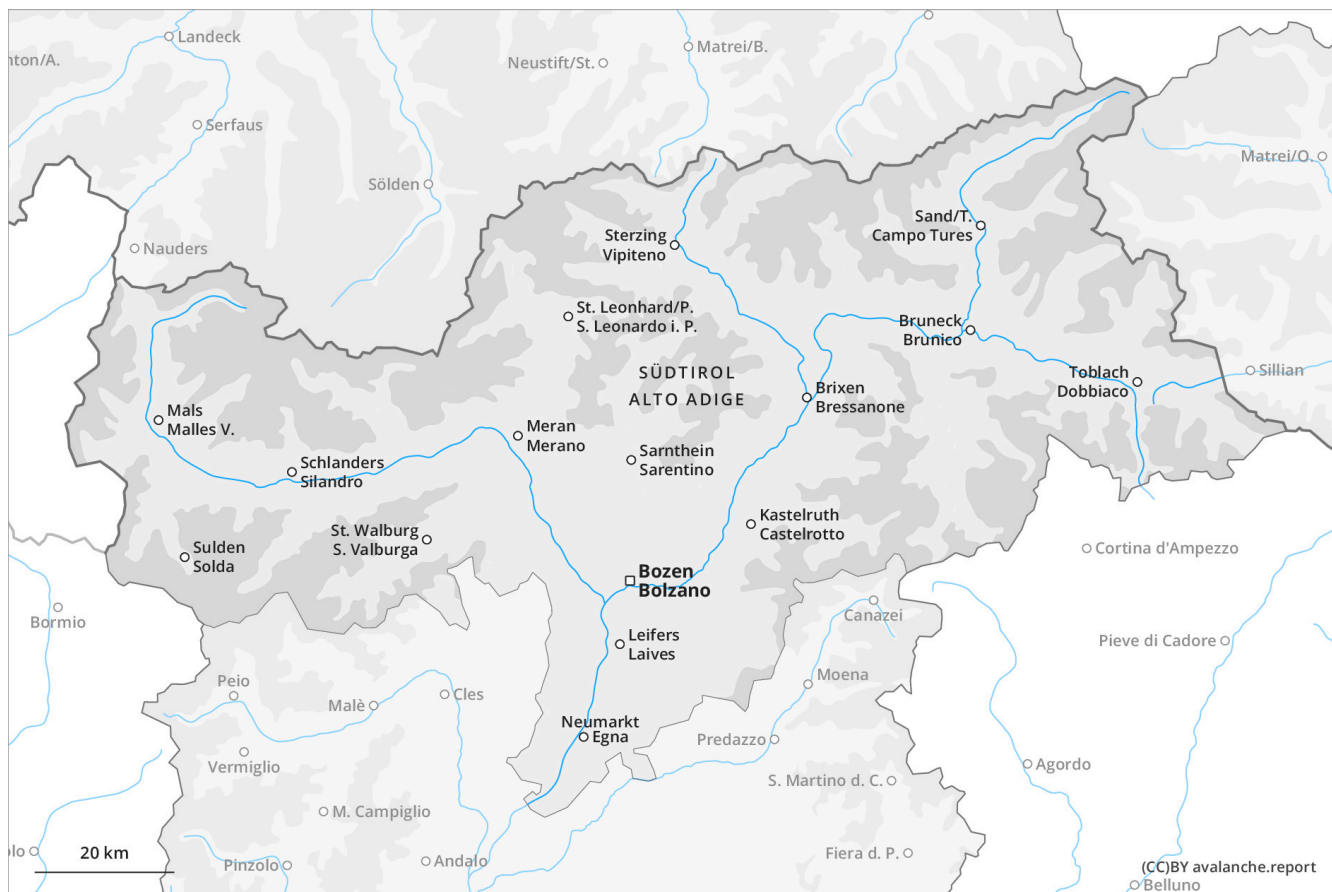 Landeck
nton/A.
Matrei/B.
Neustift/St.
Serfaus
Matrei/O.
Sölden
Sand/T.
Campo Tures
Sterzing
Vipiteno
Nauders
St. Leonhard/P.
S. Leonardo i. P.
Bruneck
Brunico
SÜDTIROL
ALTO ADIGE
Toblach
Dobbiaco
Sillian
Brixen
Bressanone
Mals
Malles V.
Meran
Merano
Sarnthein
Sarentino
Schlanders
Silandro
Kastelruth
Castelrotto
St. Walburg
S. Valburga
Sulden
Solda
Cortina d'Ampezzo
Bozen
Bolzano
Bormio
Canazei
Leifers
Laives
Pieve di Cadore
Peio
Moena
Cles
Malè
Neumarkt
Egna
Predazzo
Vermiglio
Agordo
S. Martino d. C.
M. Campiglio
olo
20 km
Pinzolo
Andalo
Fiera d. P.
(CC)BY avalanche.report
Belluno